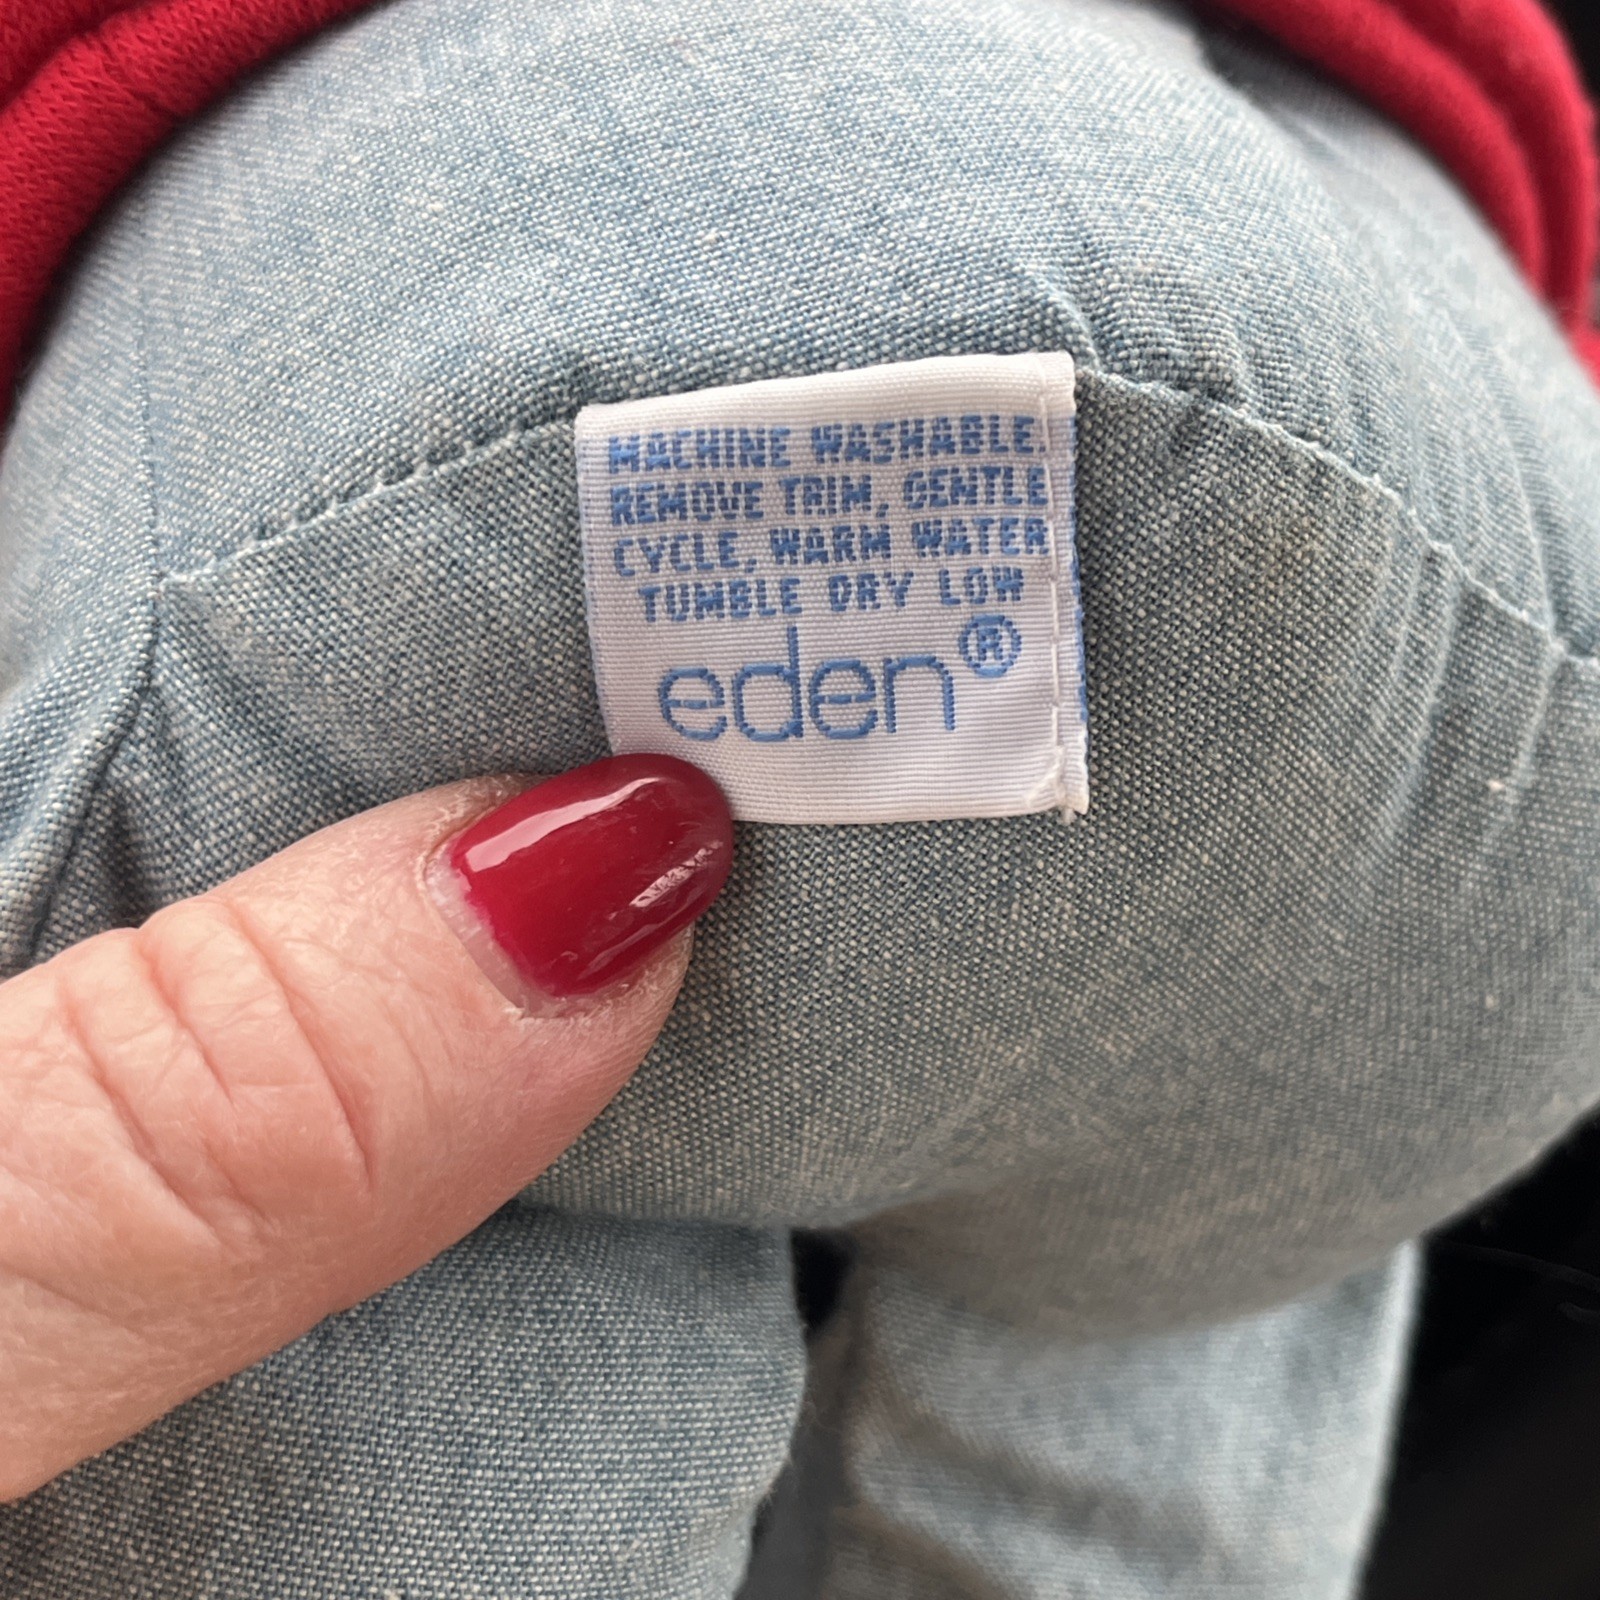 MACHINE WASHABLE.
REMOVE TRIM, GENTLE
CYCLE, WARM WATER
TUMBLE DRY LOW
eden®